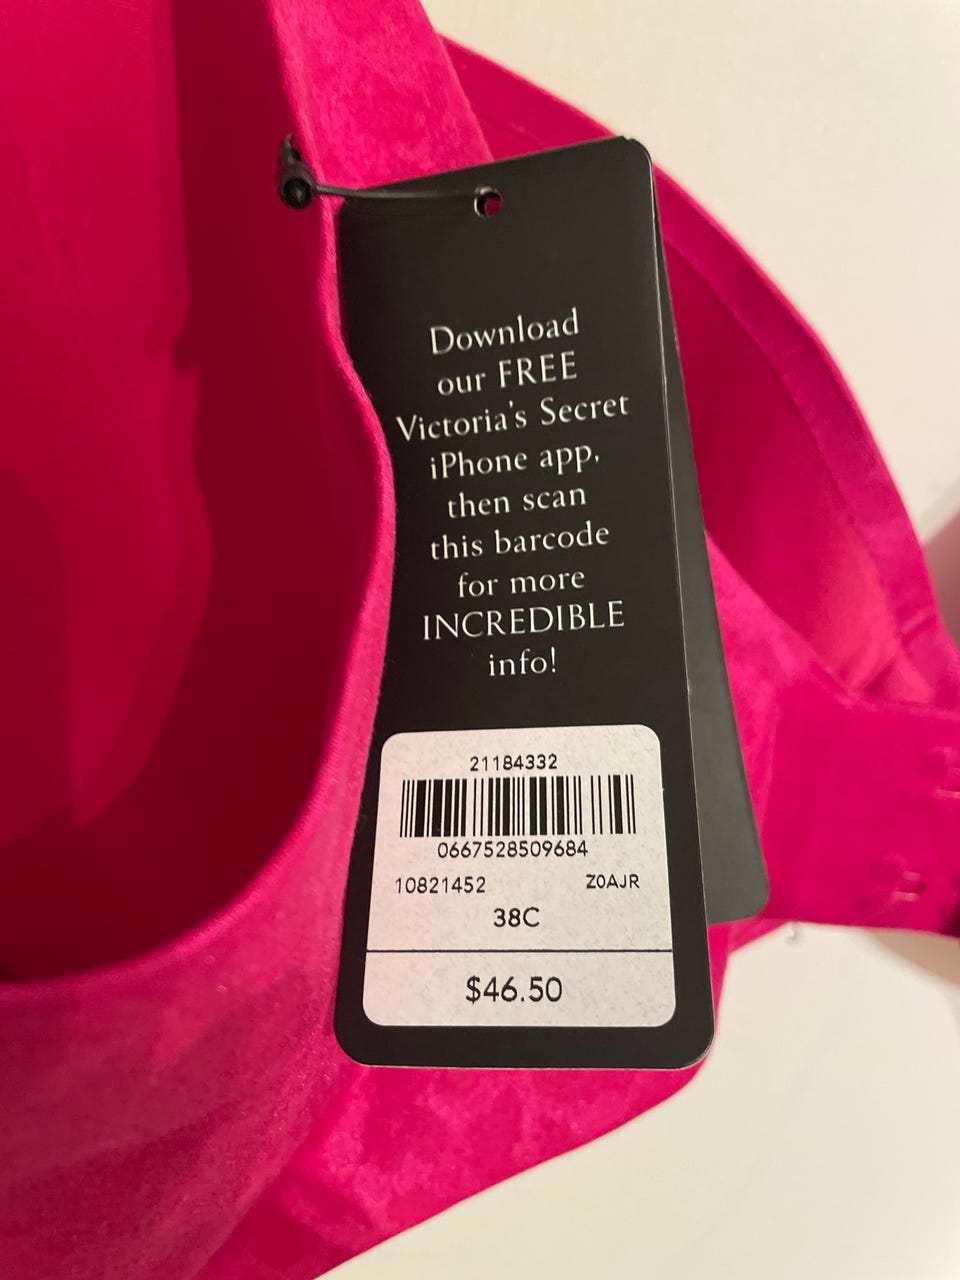 Download
our FREE
Victoria's Secret
iPhone app,
then scan
this barcode
for more
INCREDIBLE
info!
21184332
0667528509684
10821452 Z0AJR
38C
$46.50